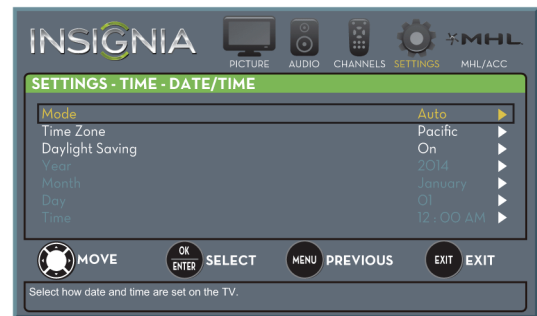 INSIGNIA
PICTURE AUDIO CHANNELS SETTINGS MHL/ACC
MHL
SETTINGS - TIME - DATE/TIME
Mode Auto
Time Zone Pacific
Daylight Saving On
Year 2014
Month January
Day 01
Time 12 : 00 AM
MOVE OK ENTER SELECT MENU PREVIOUS EXIT EXIT
Select how date and time are set on the TV.